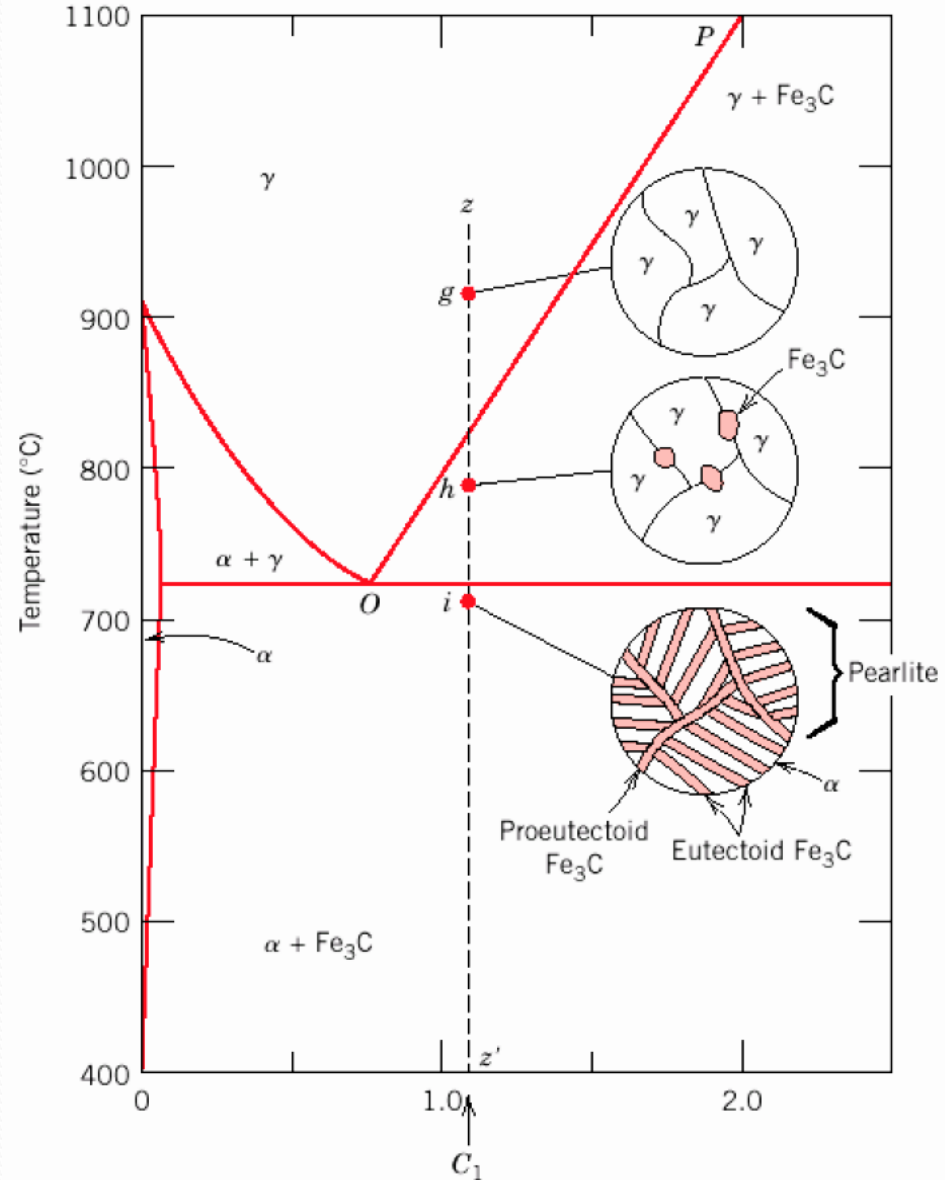 1100
P
γ + Fe₃C
1000
γ
z
γ
γ
γ
g
γ
900
Fe₃C
γ
γ
800
h
γ
γ
Temperature (°C)
α + γ
O
i
700
α
Pearlite
600
α
Proeutectoid
Fe₃C
Eutectoid Fe₃C
500
α + Fe₃C
z'
400
0
1.0
2.0
C₁